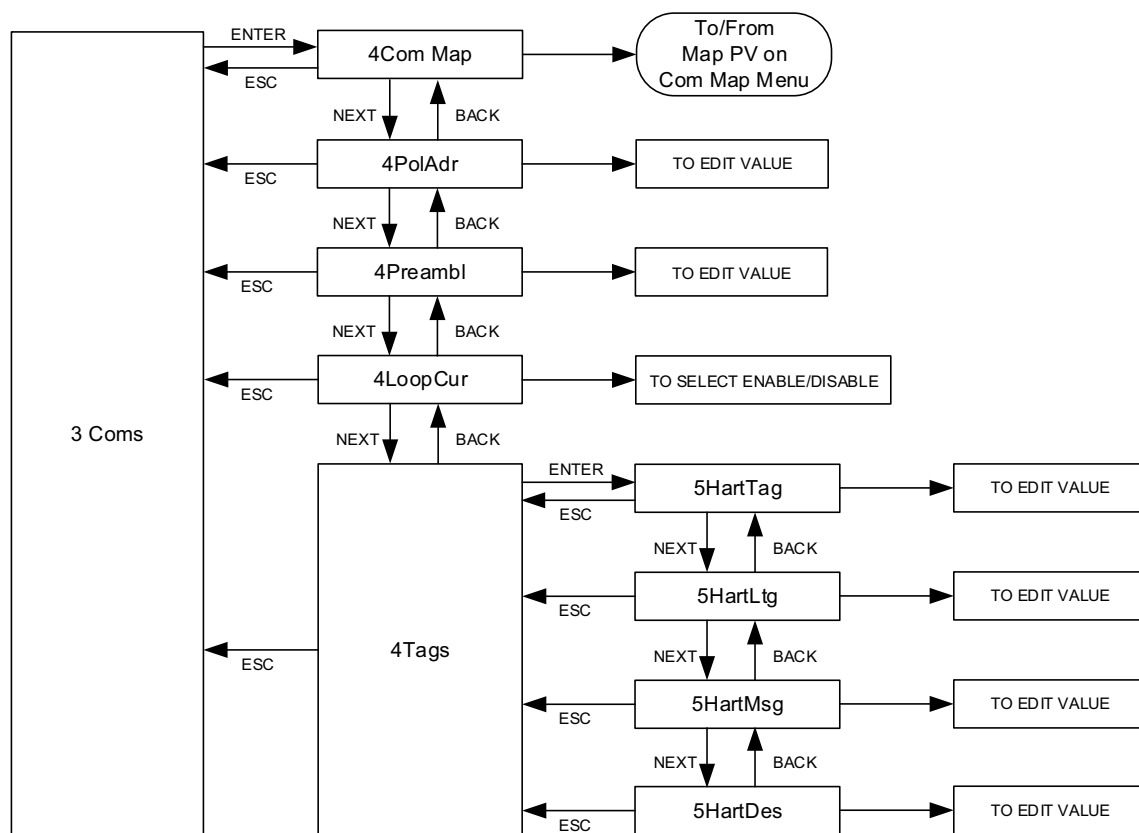 ENTER
4Com Map
To/From
Map PV on
Com Map Menu
ESC
NEXT
BACK
4PolAdr
TO EDIT VALUE
ESC
NEXT
BACK
4Preambl
TO EDIT VALUE
ESC
NEXT
BACK
4LoopCur
TO SELECT ENABLE/DISABLE
ESC
3 Coms
NEXT
BACK
ENTER
5HartTag
TO EDIT VALUE
ESC
NEXT
BACK
5HartLtg
TO EDIT VALUE
ESC
4Tags
ESC
NEXT
BACK
5HartMsg
TO EDIT VALUE
ESC
NEXT
BACK
5HartDes
TO EDIT VALUE
ESC